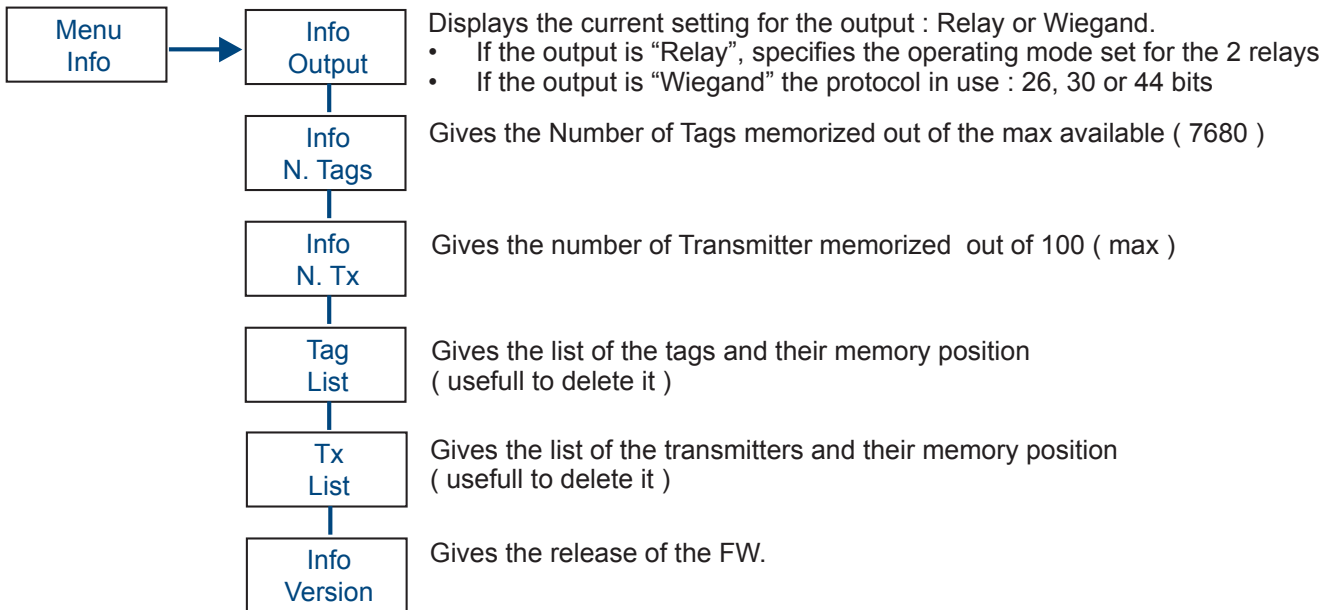 Menu
Info
Info
Output
Displays the current setting for the output : Relay or Wiegand.
• If the output is “Relay”, specifies the operating mode set for the 2 relays
• If the output is “Wiegand” the protocol in use : 26, 30 or 44 bits
Info
N. Tags
Gives the Number of Tags memorized out of the max available ( 7680 )
Info
N. Tx
Gives the number of Transmitter memorized out of 100 ( max )
Tag
List
Gives the list of the tags and their memory position
( usefull to delete it )
Tx
List
Gives the list of the transmitters and their memory position
( usefull to delete it )
Info
Version
Gives the release of the FW.